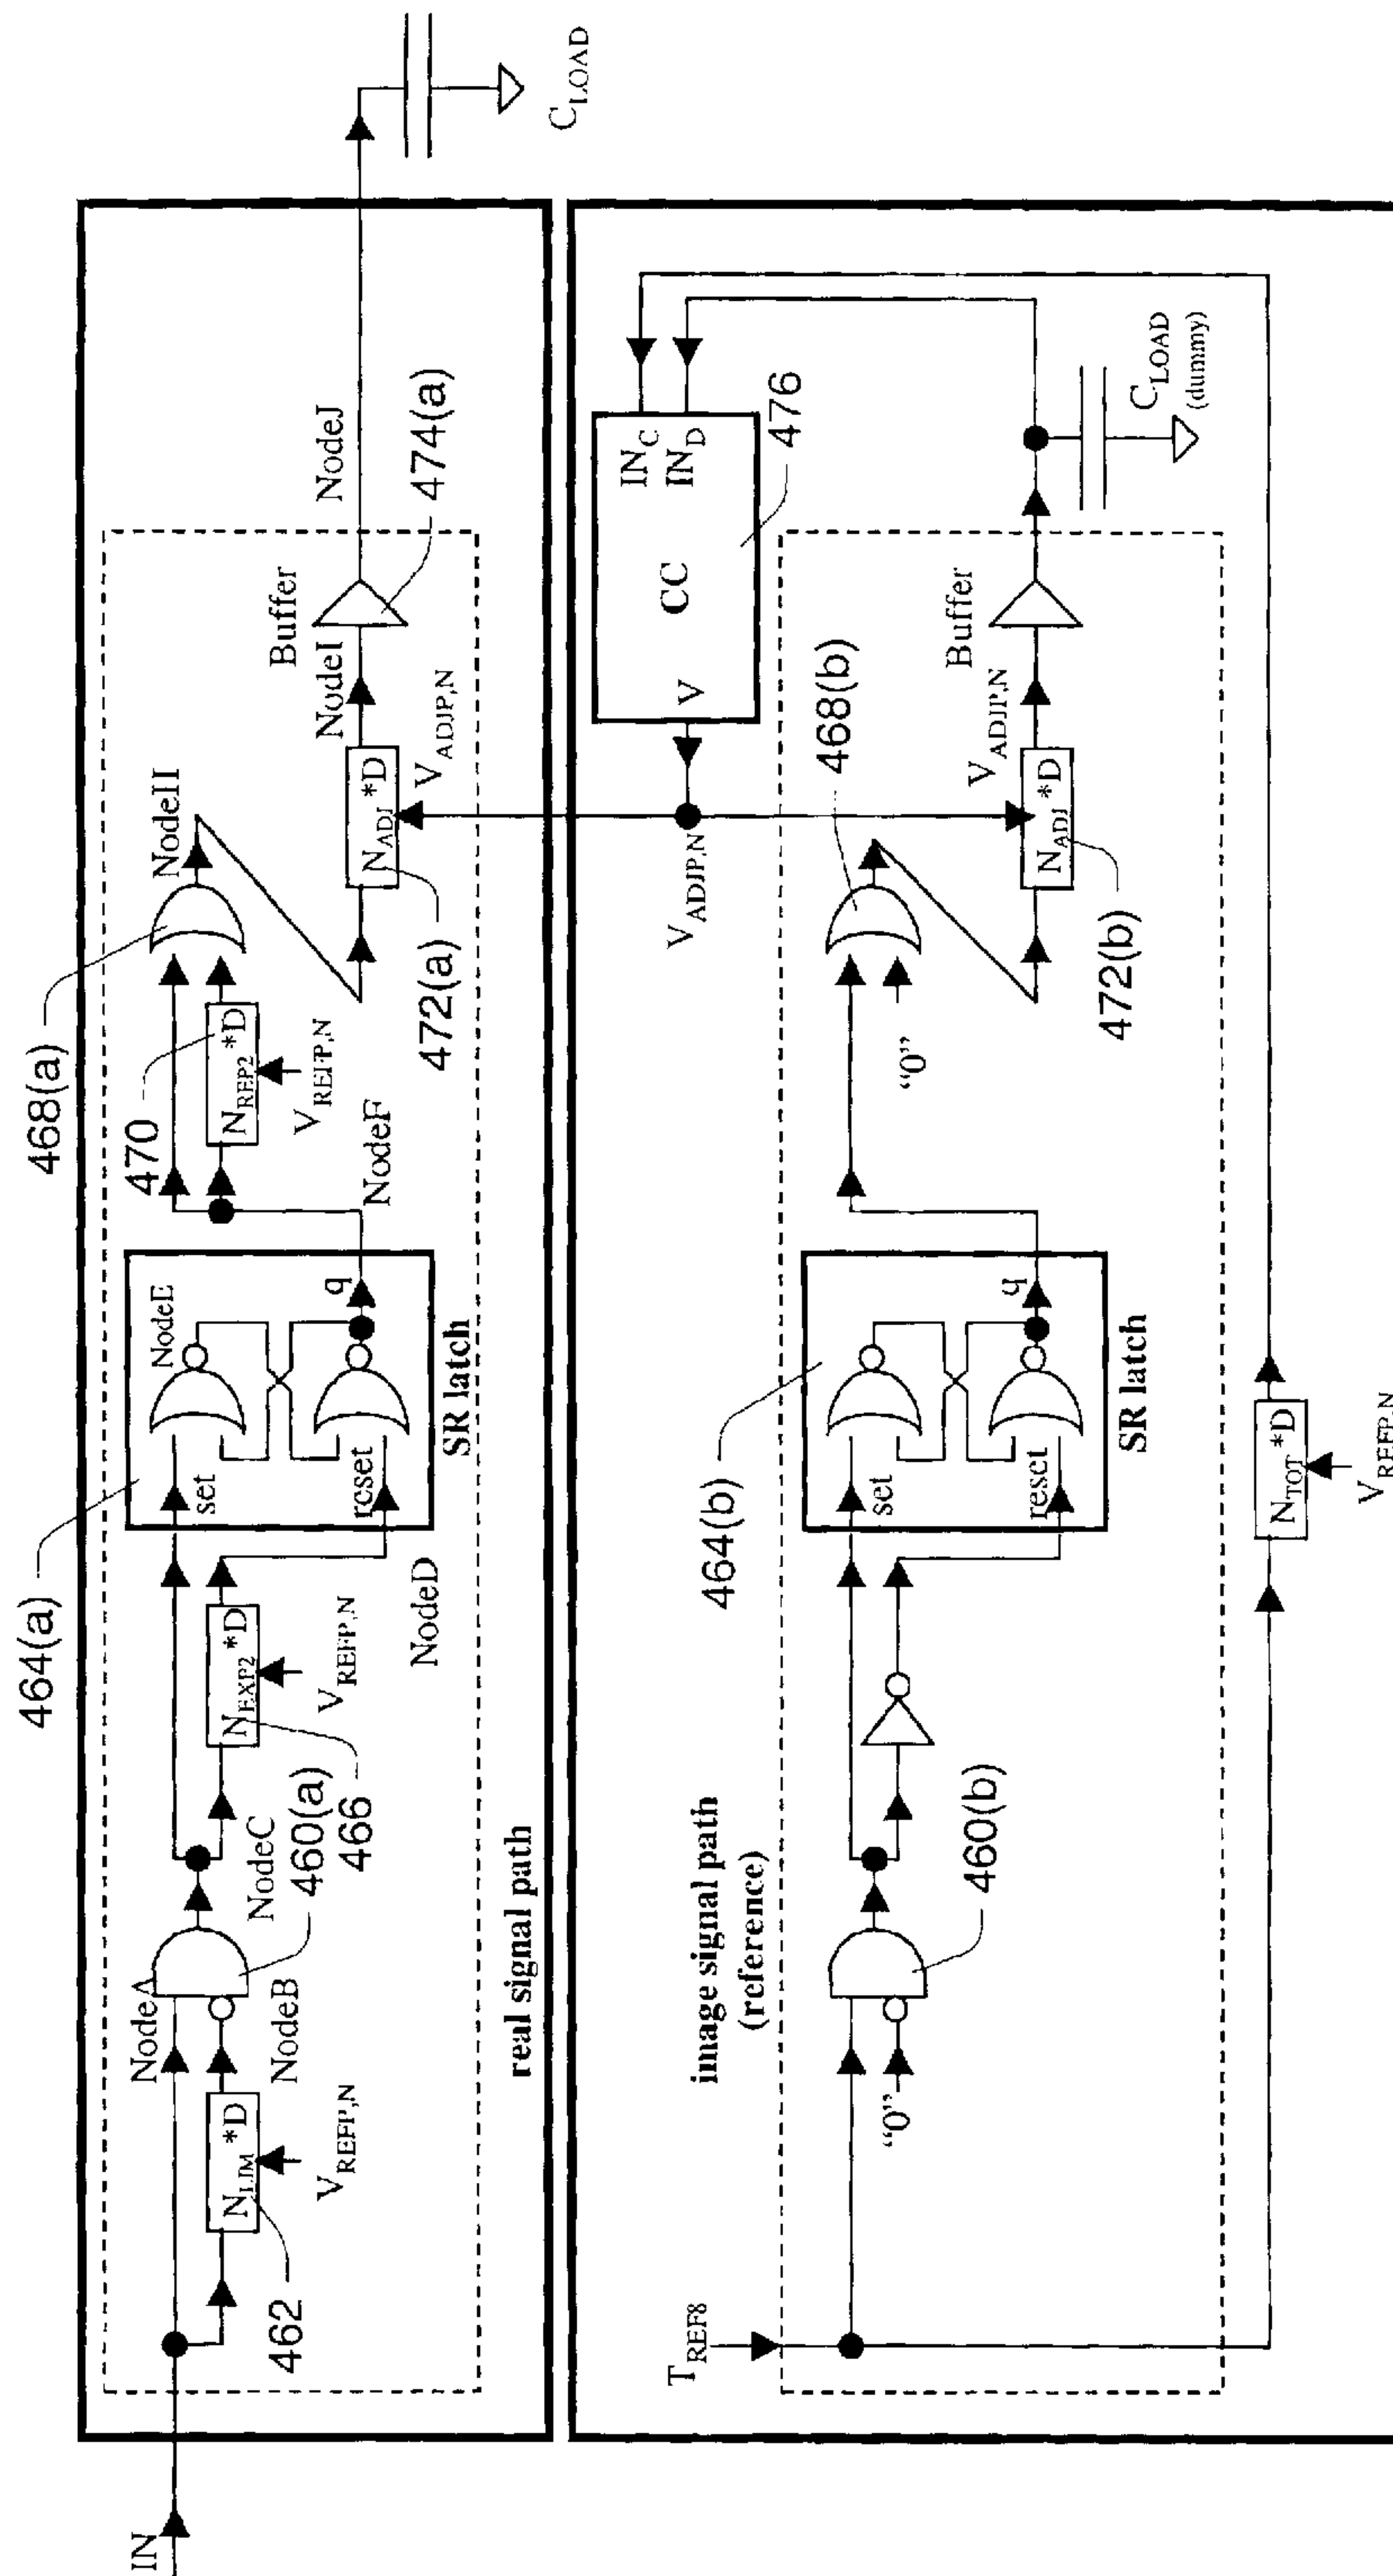 IN
462
N_LIM *D
V_REFP,N
NodeA
NodeB
460(a)
NodeC
466
N_EXP2 *D
V_REFP,N
NodeD
464(a)
set
reset
NodeE
q
SR latch
NodeF
470
N_REP2 *D
V_REFP,N
468(a)
NodeH
472(a)
N_ADJ *D
V_ADJP,N
NodeI
Buffer
474(a)
NodeJ
C_LOAD
real signal path
image signal path
(reference)
T_REF8
"0"
460(b)
464(b)
set
reset
q
SR latch
"0"
468(b)
472(b)
N_ADJ *D
V_ADJP,N
V_ADJP,N
Buffer
V
CC
IN_C
IN_D
476
C_LOAD
(dummy)
N_TOT *D
V_REFP,N